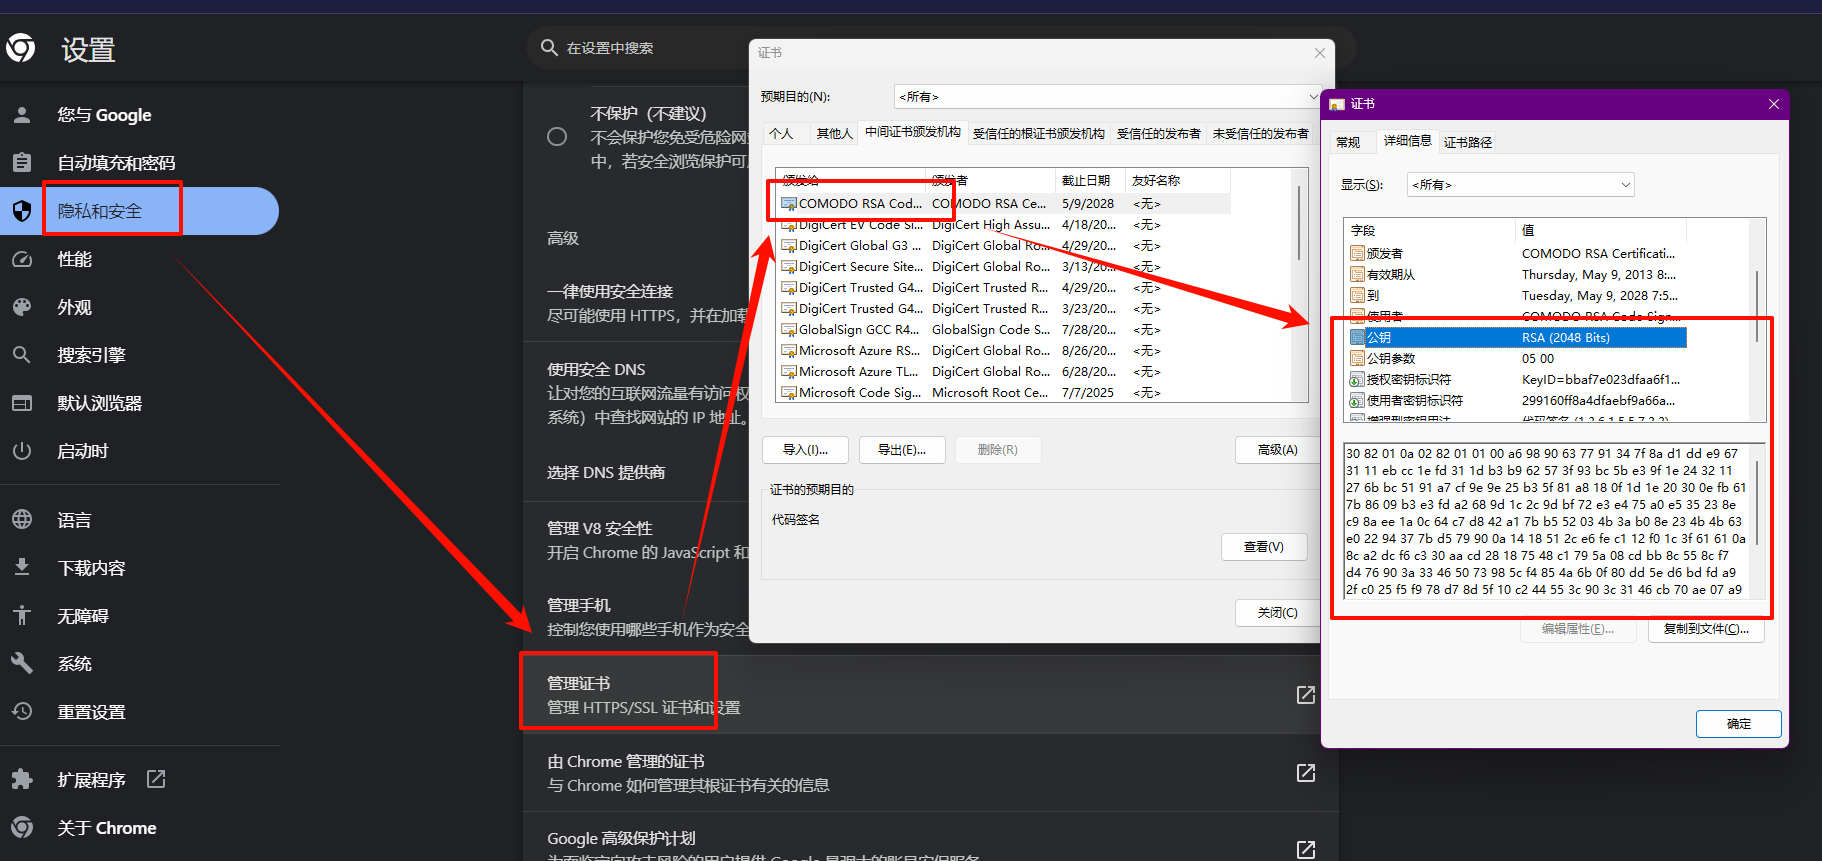 设置
在设置中搜索
您与 Google
自动填充和密码
隐私和安全
性能
外观
搜索引擎
默认浏览器
启动时
语言
下载内容
无障碍
系统
重置设置
扩展程序
关于 Chrome
不保护（不建议）
不会保护您免受危险网
中，若安全浏览保护可
高级
一律使用安全连接
尽可能使用 HTTPS，并在加载
使用安全 DNS
让对您的互联网流量有访问权
系统）中查找网站的 IP 地址。
选择 DNS 提供商
管理 V8 安全性
开启 Chrome 的 JavaScript 和
管理手机
控制您使用哪些手机作为安全
管理证书
管理 HTTPS/SSL 证书和设置
由 Chrome 管理的证书
与 Chrome 如何管理其根证书有关的信息
Google 高级保护计划
证书
预期目的(N): <所有>
个人 其他人 中间证书颁发机构 受信任的根证书颁发机构 受信任的发布者 未受信任的发布者
颁发给 颁发者 截止日期 友好名称
COMODO RSA Cod... COMODO RSA Ce... 5/9/2028 <无>
DigiCert EV Code Si... DigiCert High Assu... 4/18/20... <无>
DigiCert Global G3 ... DigiCert Global Ro... 4/29/20... <无>
DigiCert Secure Site... DigiCert Global Ro... 3/13/20... <无>
DigiCert Trusted G4... DigiCert Trusted R... 4/29/20... <无>
DigiCert Trusted G4... DigiCert Trusted R... 3/23/20... <无>
GlobalSign GCC R4... GlobalSign Code S... 7/28/20... <无>
Microsoft Azure RS... DigiCert Global Ro... 8/26/20... <无>
Microsoft Azure TL... DigiCert Global Ro... 6/28/20... <无>
Microsoft Code Sig... Microsoft Root Ce... 7/7/2025 <无>
导入(I)... 导出(E)... 删除(R) 高级(A)
证书的预期目的
代码签名
查看(V)
关闭(C)
证书
常规 详细信息 证书路径
显示(S): <所有>
字段 值
颁发者 COMODO RSA Certificati...
有效期从 Thursday, May 9, 2013 8:...
到 Tuesday, May 9, 2028 7:5...
使用者 COMODO RSA Code Sign...
公钥 RSA (2048 Bits)
公钥参数 05 00
授权密钥标识符 KeyID=bbaf7e023dfaa6f1...
使用者密钥标识符 299160ff8a4dfaebf9a66a...
30 82 01 0a 02 82 01 01 00 a6 98 90 63 77 91 34 7f 8a d1 dd e9 67
31 11 eb cc 1e fd 31 1d b3 b9 62 57 3f 93 bc 5b e3 9f 1e 24 32 11
27 6b bc 51 91 a7 cf 9e 9e 25 b3 5f 81 a8 18 0f 1d 1e 20 30 0e fb 61
7b 86 09 b3 e3 fd a2 68 9d 1c 2c 9d bf 72 e3 e4 75 a0 e5 35 23 8e
c9 8a ee 1a 0c 64 c7 d8 42 a1 7b b5 52 03 4b 3a b0 8e 23 4b 4b 63
e0 22 94 37 7b d5 79 90 0a 14 18 51 2c e6 fe c1 12 f0 1c 3f 61 61 0a
8c a2 dc f6 c3 30 aa cd 28 18 75 48 c1 79 5a 08 cd bb 8c 55 8c f7
d4 76 90 3a 33 46 50 73 98 5c f4 85 4a 6b 0f 80 dd 5e d6 bd fd a9
2f c0 25 f5 f9 78 d7 8d 5f 10 c2 44 55 3c 90 3c 31 46 cb 70 ae 07 a9
编辑属性(E)... 复制到文件(C)...
确定